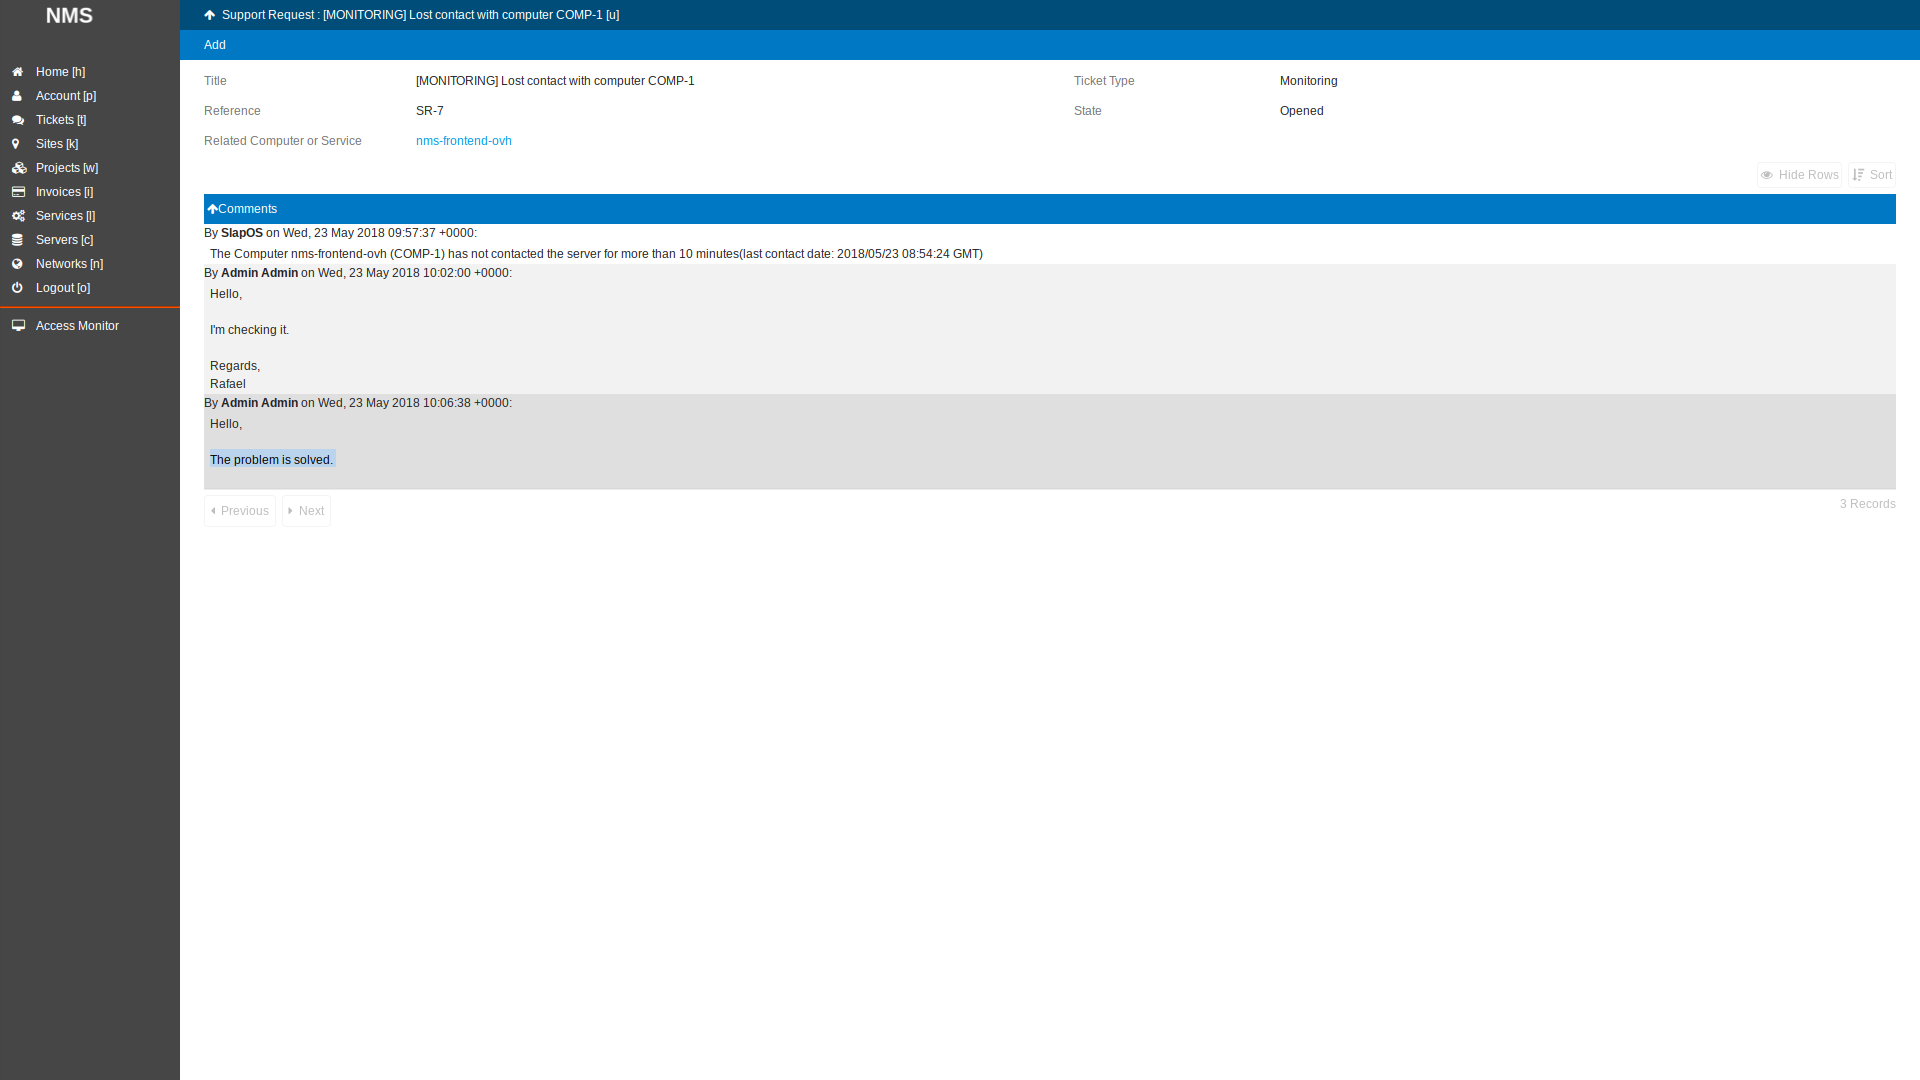 NMS
Home [h]
Account [p]
Tickets [t]
Sites [k]
Projects [w]
Invoices [i]
Services [l]
Servers [c]
Networks [n]
Logout [o]
Access Monitor
Support Request : [MONITORING] Lost contact with computer COMP-1 [u]
Add
Title [MONITORING] Lost contact with computer COMP-1
Ticket Type Monitoring
Reference SR-7
State Opened
Related Computer or Service nms-frontend-ovh
Hide Rows Sort
Comments
By SlapOS on Wed, 23 May 2018 09:57:37 +0000:
The Computer nms-frontend-ovh (COMP-1) has not contacted the server for more than 10 minutes(last contact date: 2018/05/23 08:54:24 GMT)
By Admin Admin on Wed, 23 May 2018 10:02:00 +0000:
Hello,
I'm checking it.
Regards,
Rafael
By Admin Admin on Wed, 23 May 2018 10:06:38 +0000:
Hello,
The problem is solved.
Previous Next
3 Records